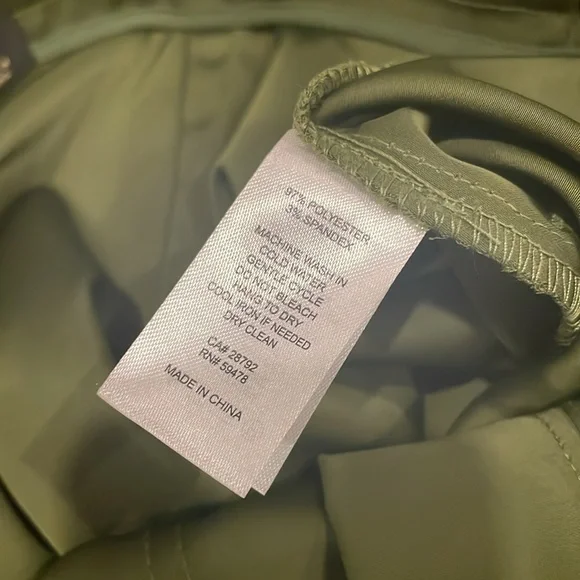 97% POLYESTER
3% SPANDEX
MACHINE WASH IN
COLD WATER
GENTLE CYCLE
DO NOT BLEACH
HANG TO DRY
COOL IRON IF NEEDED
DRY CLEAN
CA# 28792
RN# 59478
MADE IN CHINA